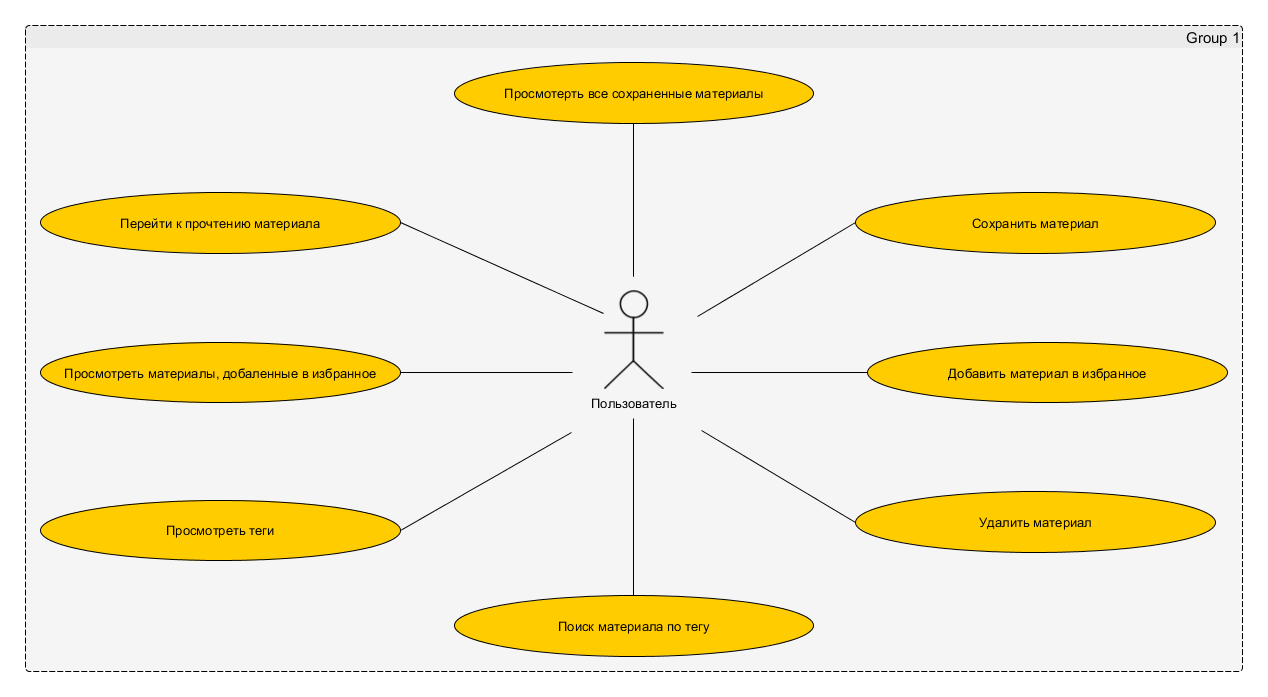 Group 1
Просмотерть все сохраненные материалы
Перейти к прочтению материала
Сохранить материал
Просмотреть материалы, добаленные в избранное
Добавить материал в избранное
Пользователь
Просмотреть теги
Удалить материал
Поиск материала по тегу